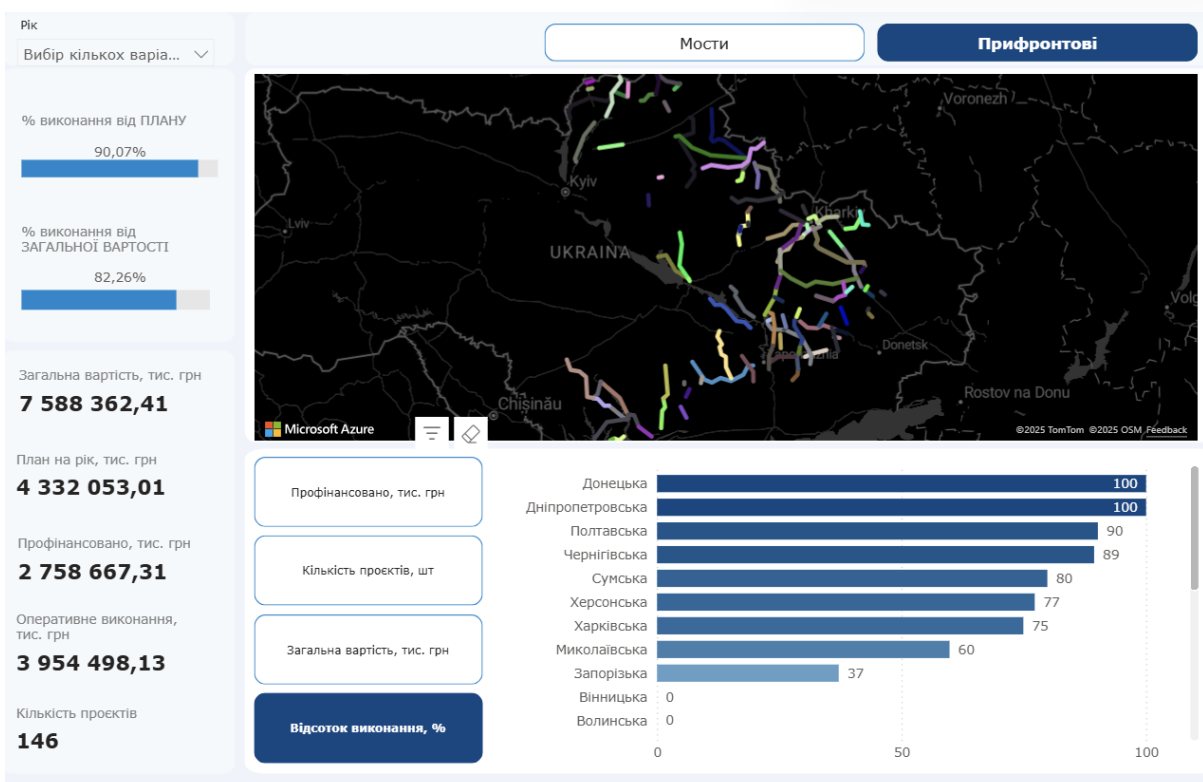 Рік
Вибір кількох варіа...
Мости
Прифронтові
% виконання від ПЛАНУ
90,07%
% виконання від
ЗАГАЛЬНОЇ ВАРТОСТІ
82,26%
Загальна вартість, тис. грн
7 588 362,41
План на рік, тис. грн
4 332 053,01
Профінансовано, тис. грн
2 758 667,31
Оперативне виконання,
тис. грн
3 954 498,13
Кількість проєктів
146
Voronezh
Kyiv
Lviv
Kharkiv
UKRAINA
Donetsk
Rostov na Donu
Chișinău
Microsoft Azure
©2025 TomTom ©2025 OSM Feedback
Профінансовано, тис. грн
Кількість проєктів, шт
Загальна вартість, тис. грн
Відсоток виконання, %
Донецька 100
Дніпропетровська 100
Полтавська 90
Чернігівська 89
Сумська 80
Херсонська 77
Харківська 75
Миколаївська 60
Запорізька 37
Вінницька 0
Волинська 0
0 50 100